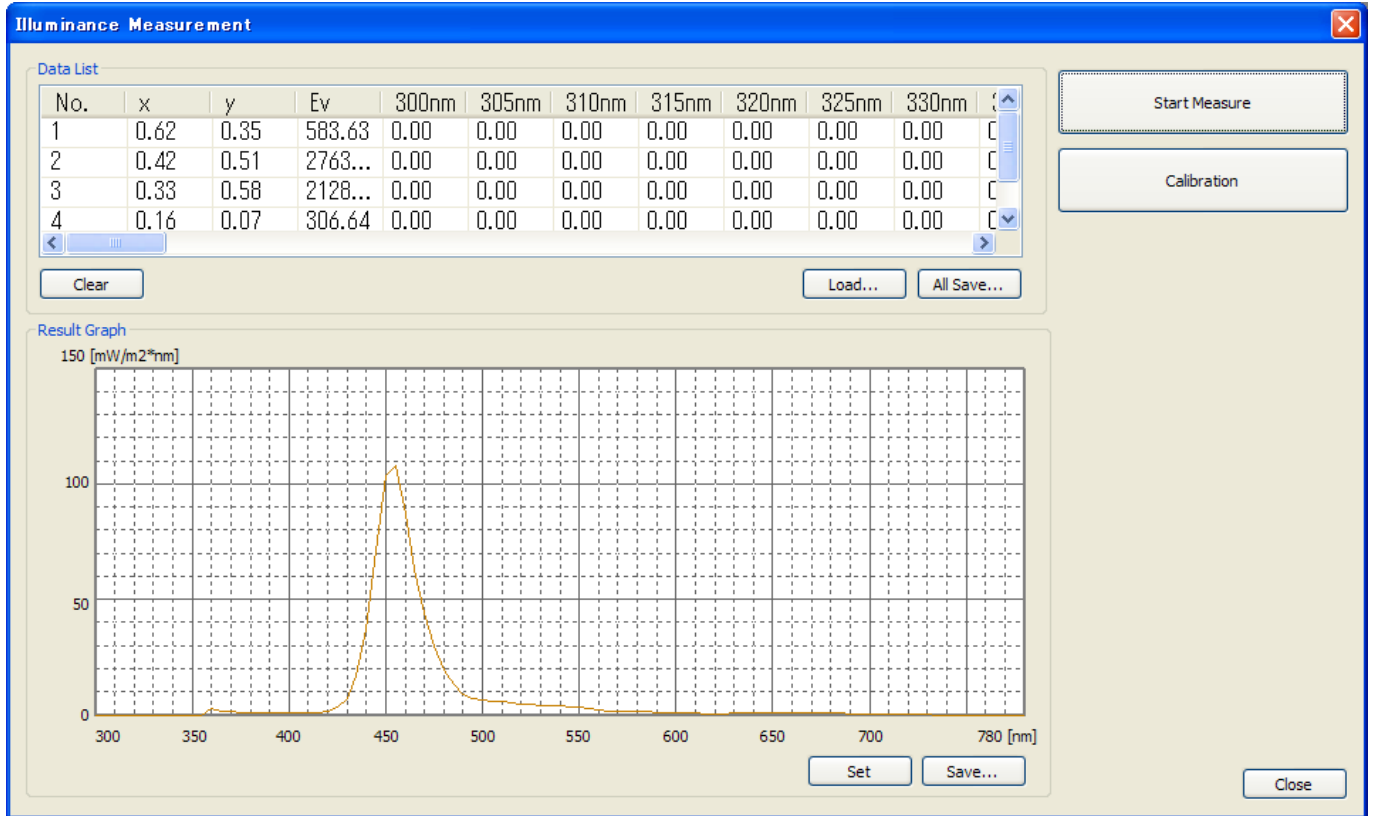 Illuminance Measurement
Data List
No. x y Ev 300nm 305nm 310nm 315nm 320nm 325nm 330nm
1 0.62 0.35 583.63 0.00 0.00 0.00 0.00 0.00 0.00 0.00
2 0.42 0.51 2763... 0.00 0.00 0.00 0.00 0.00 0.00 0.00
3 0.33 0.58 2128... 0.00 0.00 0.00 0.00 0.00 0.00 0.00
4 0.16 0.07 306.64 0.00 0.00 0.00 0.00 0.00 0.00 0.00
Clear Load... All Save...
Start Measure
Calibration
Result Graph
150 [mW/m2*nm]
100
50
0
300 350 400 450 500 550 600 650 700 780 [nm]
Set Save...
Close